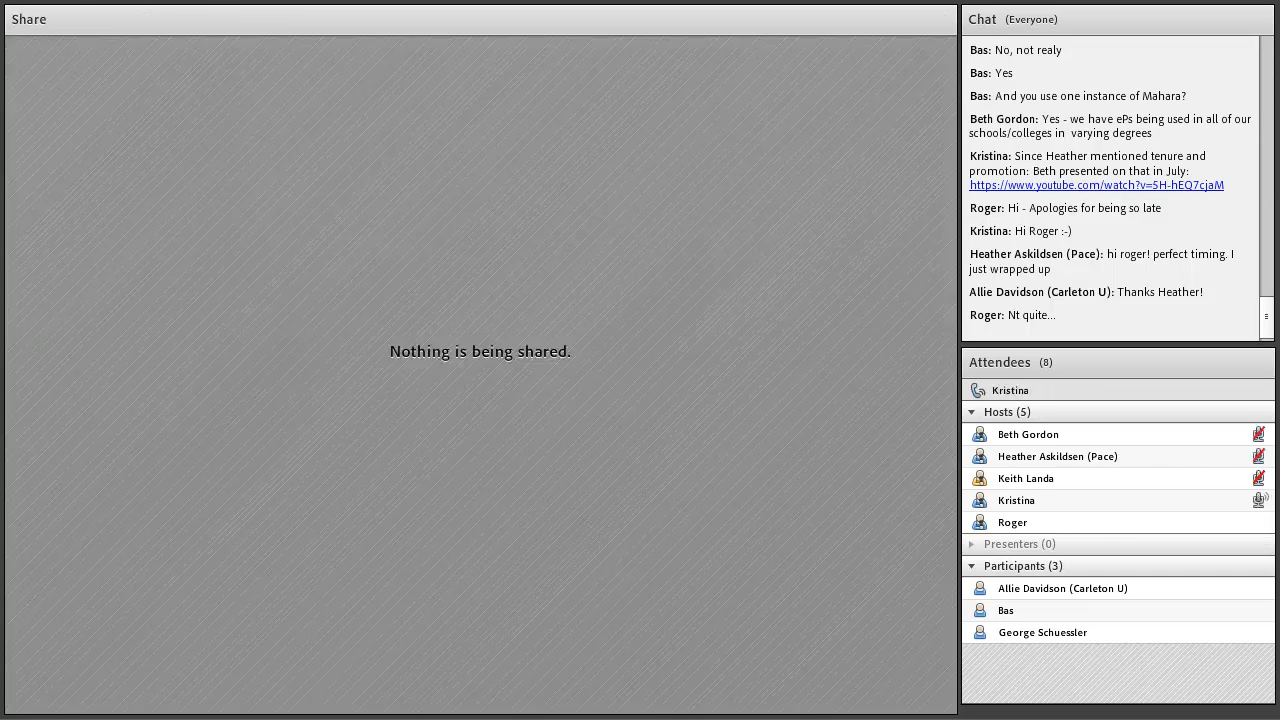 Share
Nothing is being shared.
Chat (Everyone)
Bas: No, not realy
Bas: Yes
Bas: And you use one instance of Mahara?
Beth Gordon: Yes - we have ePs being used in all of our
schools/colleges in varying degrees
Kristina: Since Heather mentioned tenure and
promotion: Beth presented on that in July:
https://www.youtube.com/watch?v=5H-hEQ7cjaM
Roger: Hi - Apologies for being so late
Kristina: Hi Roger :-)
Heather Askildsen (Pace): hi roger! perfect timing. I
just wrapped up
Allie Davidson (Carleton U): Thanks Heather!
Roger: Nt quite...
Attendees (8)
Kristina
Hosts (5)
Beth Gordon
Heather Askildsen (Pace)
Keith Landa
Kristina
Roger
Presenters (0)
Participants (3)
Allie Davidson (Carleton U)
Bas
George Schuessler